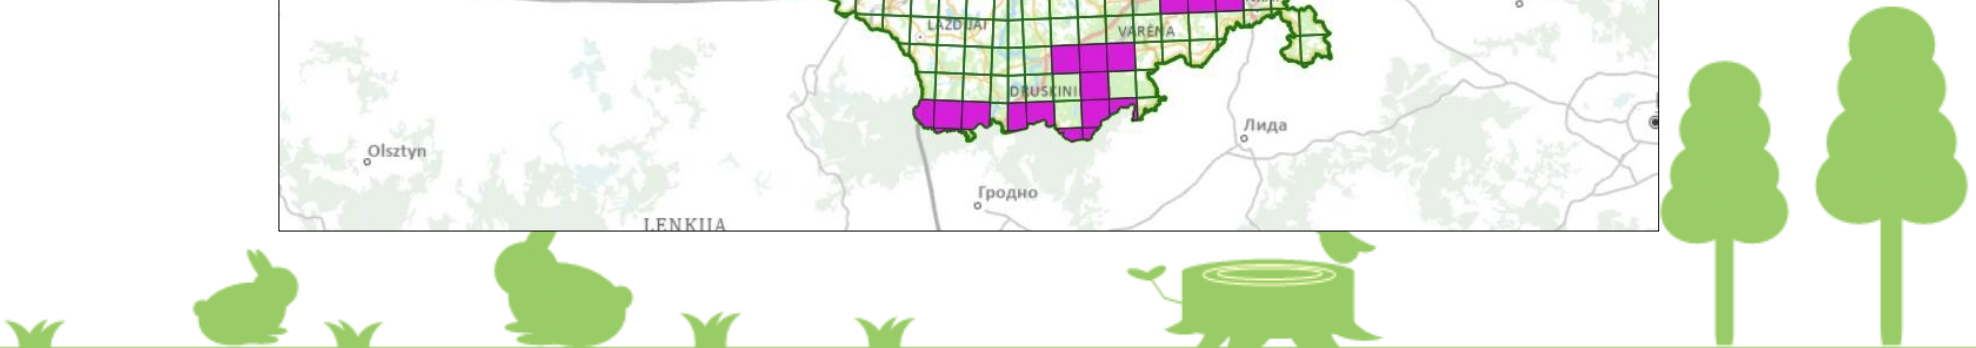 LAZDIJAI
VARĖNA
DRUSKINI
Лида
Olsztyn
Гродно
LENKIJA